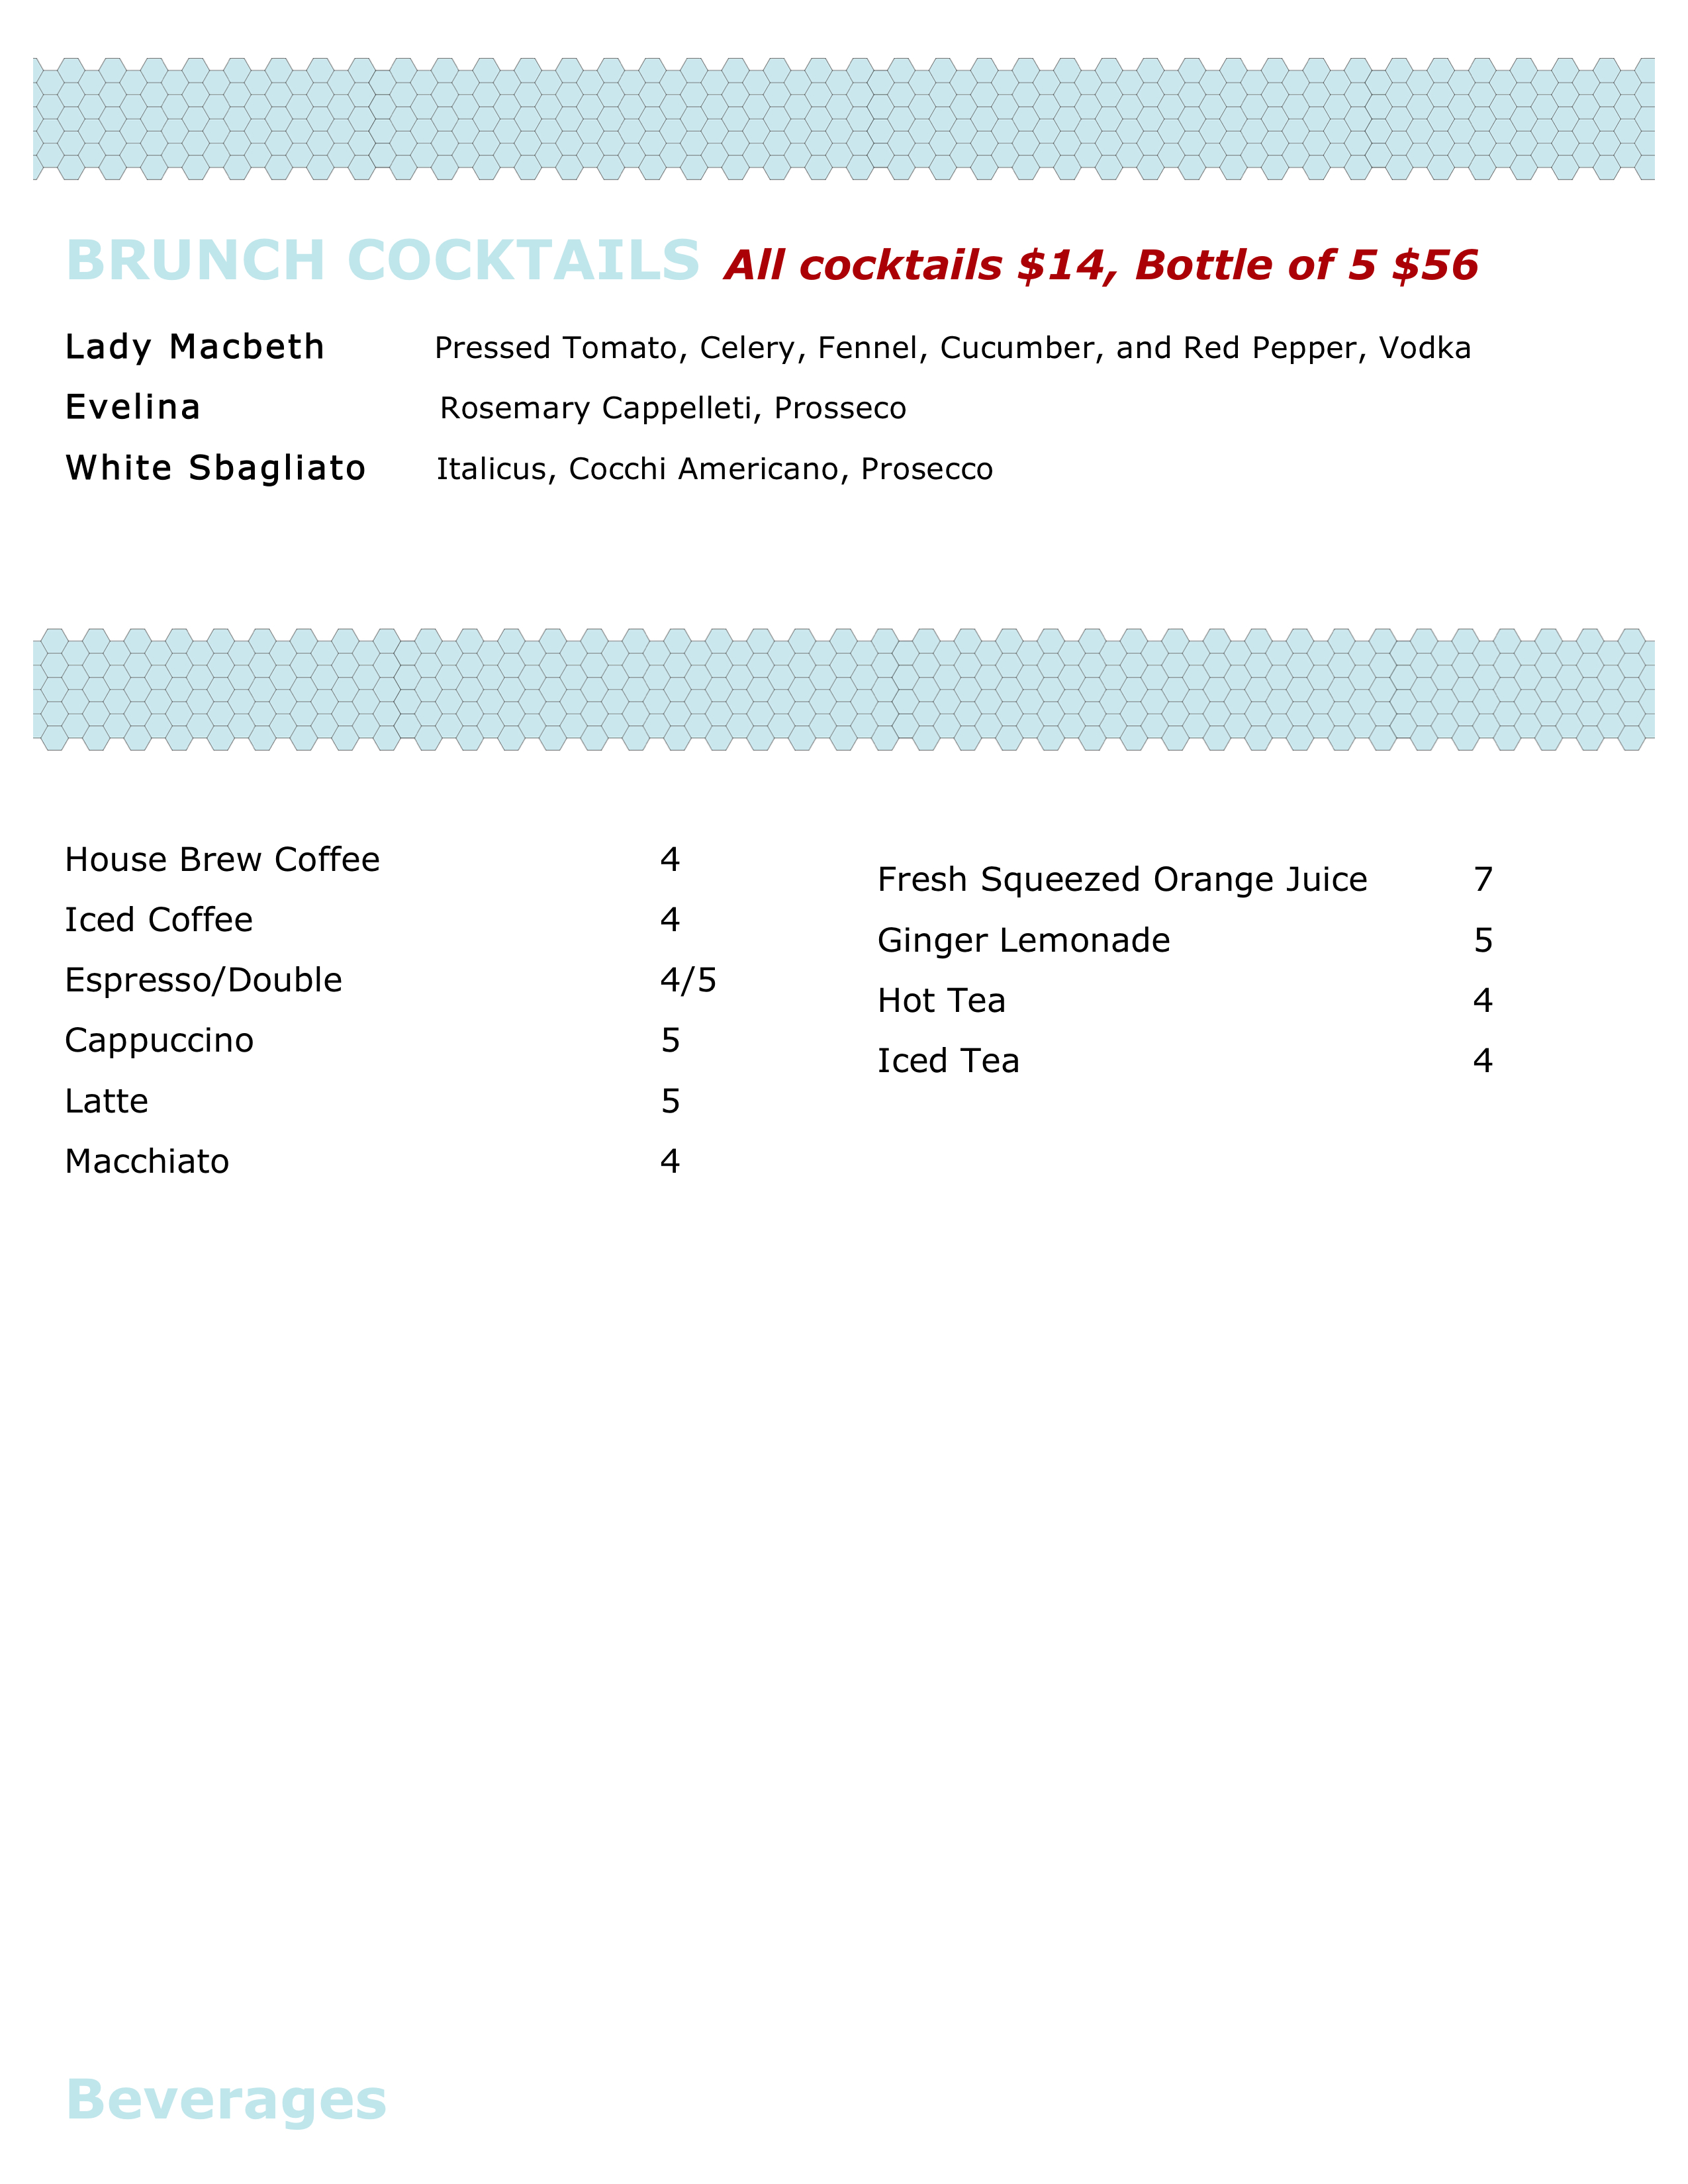 BRUNCH COCKTAILS All cocktails $14, Bottle of 5 $56
Lady Macbeth Pressed Tomato, Celery, Fennel, Cucumber, and Red Pepper, Vodka
Evelina Rosemary Cappelleti, Prosseco
White Sbagliato Italicus, Cocchi Americano, Prosecco
House Brew Coffee 4
Iced Coffee 4
Espresso/Double 4/5
Cappuccino 5
Latte 5
Macchiato 4
Fresh Squeezed Orange Juice 7
Ginger Lemonade 5
Hot Tea 4
Iced Tea 4
Beverages